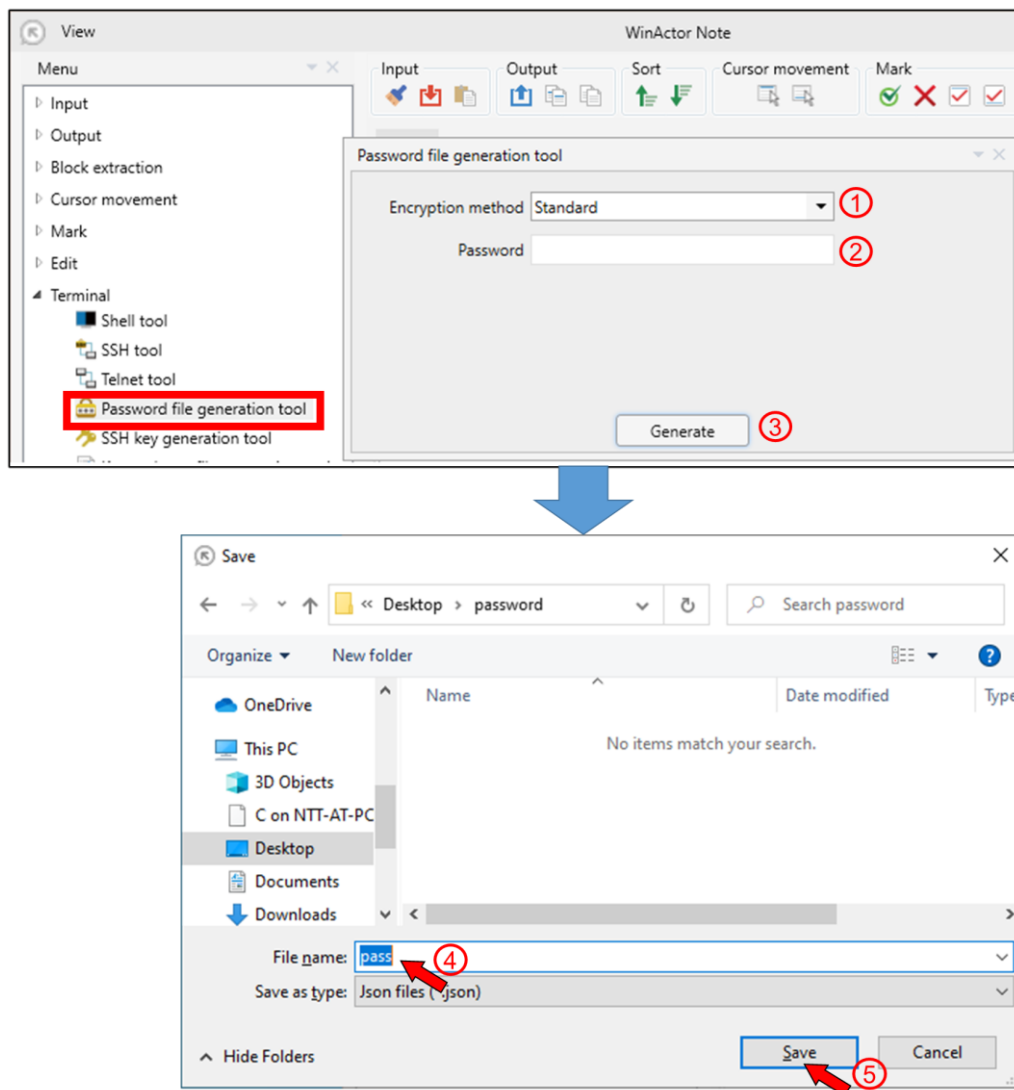 View
WinActor Note
Menu
Input Output Sort Cursor movement Mark
Input
Output
Block extraction
Cursor movement
Mark
Edit
Terminal
Shell tool
SSH tool
Telnet tool
Password file generation tool
SSH key generation tool
Password file generation tool
Encryption method Standard ①
Password ②
Generate ③
Save
« Desktop › password
Search password
Organize New folder
?
Name Date modified Type
No items match your search.
OneDrive
This PC
3D Objects
C on NTT-AT-PC
Desktop
Documents
Downloads
File name: pass ④
Save as type: Json files (*.json)
Hide Folders
Save ⑤ Cancel